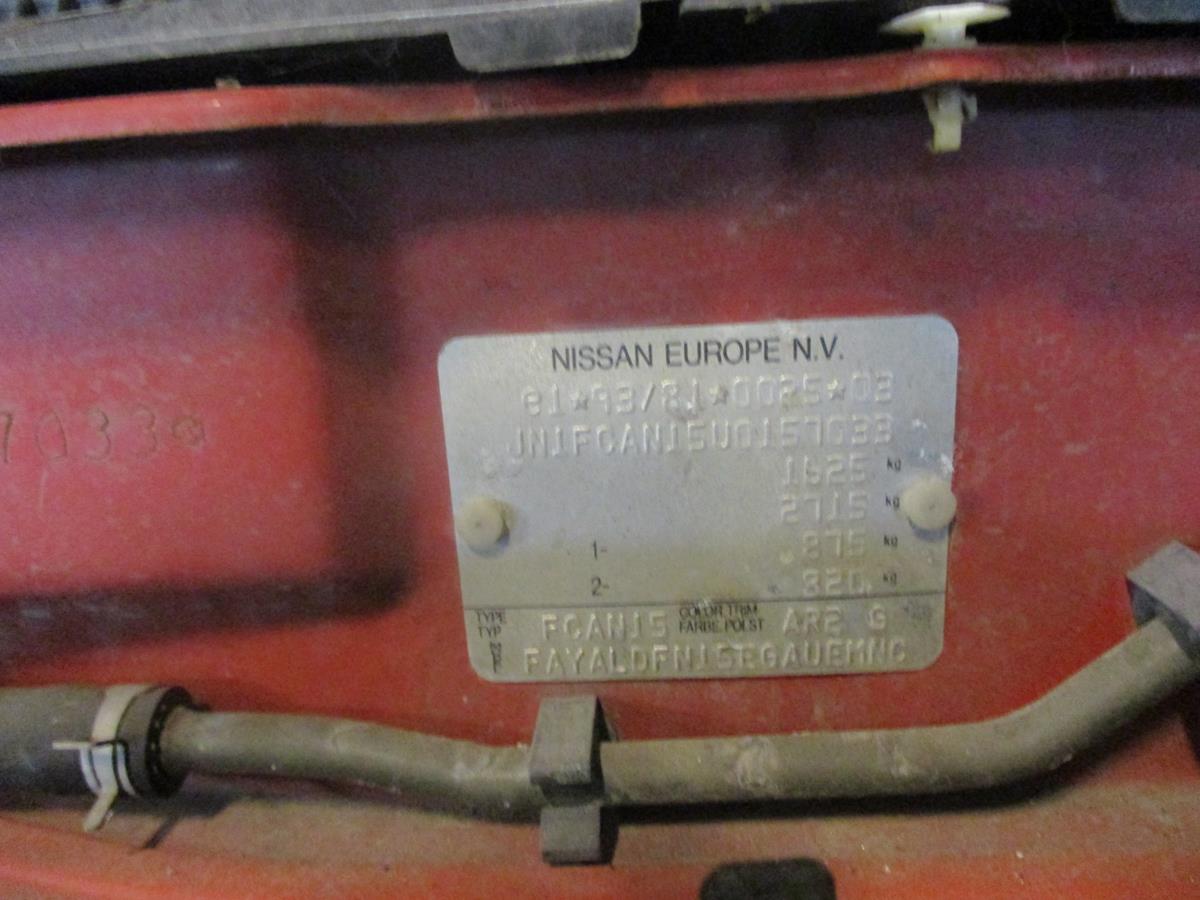 NISSAN EUROPE N.V.
e1*93/81*0025*03
JN1FCAN15U0157033
1625 kg
2715 kg
1- 875 kg
2- 820 kg
TYPE TYP FCAN15 COLOR TRIM FARBE POLST AR2 G
FAYALDFN15EGAUEMNC
7033